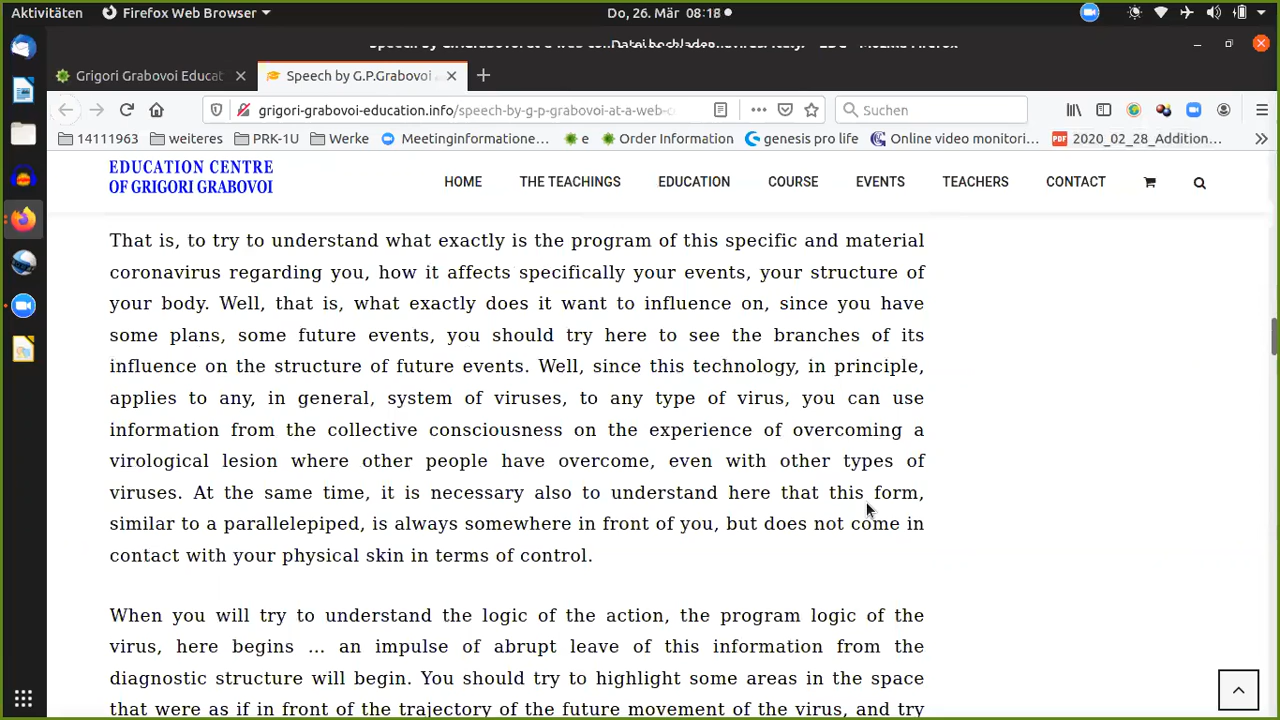 Aktivitäten
Firefox Web Browser
Do, 26. Mär 08:18
Datei hochladen
Grigori Grabovoi Educat
Speech by G.P.Grabovoi
grigori-grabovoi-education.info/speech-by-g-p-grabovoi-at-a-web-c
Suchen
14111963
weiteres
PRK-1U
Werke
Meetinginformatione…
e
Order Information
genesis pro life
Online video monitori…
2020_02_28_Addition…
EDUCATION CENTRE
OF GRIGORI GRABOVOI
HOME
THE TEACHINGS
EDUCATION
COURSE
EVENTS
TEACHERS
CONTACT
That is, to try to understand what exactly is the program of this specific and material
coronavirus regarding you, how it affects specifically your events, your structure of
your body. Well, that is, what exactly does it want to influence on, since you have
some plans, some future events, you should try here to see the branches of its
influence on the structure of future events. Well, since this technology, in principle,
applies to any, in general, system of viruses, to any type of virus, you can use
information from the collective consciousness on the experience of overcoming a
virological lesion where other people have overcome, even with other types of
viruses. At the same time, it is necessary also to understand here that this form,
similar to a parallelepiped, is always somewhere in front of you, but does not come in
contact with your physical skin in terms of control.
When you will try to understand the logic of the action, the program logic of the
virus, here begins ... an impulse of abrupt leave of this information from the
diagnostic structure will begin. You should try to highlight some areas in the space
that were as if in front of the trajectory of the future movement of the virus, and try